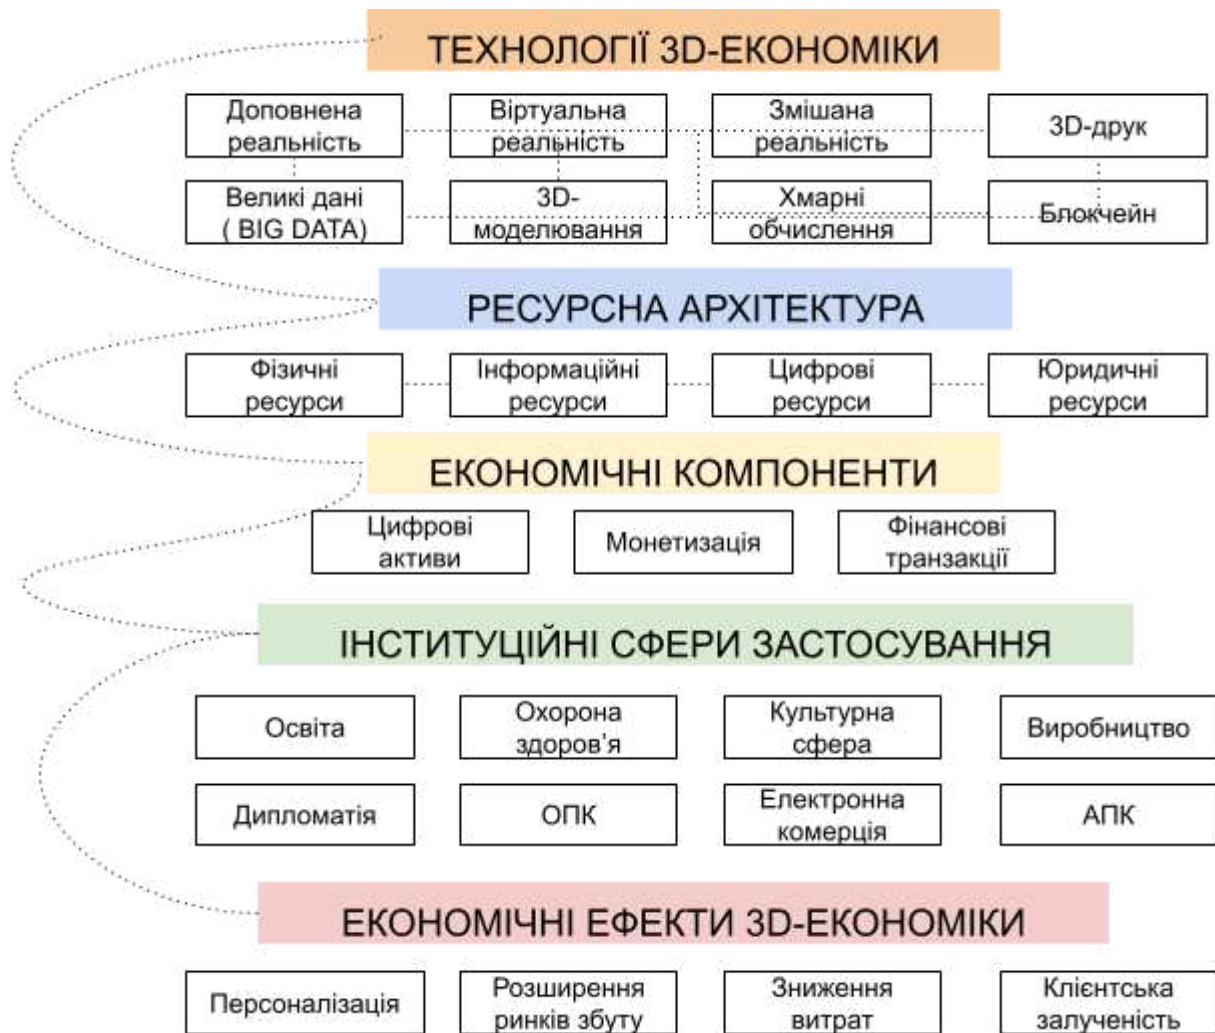 ТЕХНОЛОГІЇ 3D-ЕКОНОМІКИ
Доповнена
реальність
Віртуальна
реальність
Змішана
реальність
3D-друк
Великі дані
( BIG DATA)
3D-
моделювання
Хмарні
обчислення
Блокчейн
РЕСУРСНА АРХІТЕКТУРА
Фізичні
ресурси
Інформаційні
ресурси
Цифрові
ресурси
Юридичні
ресурси
ЕКОНОМІЧНІ КОМПОНЕНТИ
Цифрові
активи
Монетизація
Фінансові
транзакції
ІНСТИТУЦІЙНІ СФЕРИ ЗАСТОСУВАННЯ
Освіта
Охорона
здоров’я
Культурна
сфера
Виробництво
Дипломатія
ОПК
Електронна
комерція
АПК
ЕКОНОМІЧНІ ЕФЕКТИ 3D-ЕКОНОМІКИ
Персоналізація
Розширення
ринків збуту
Зниження
витрат
Клієнтська
залученість